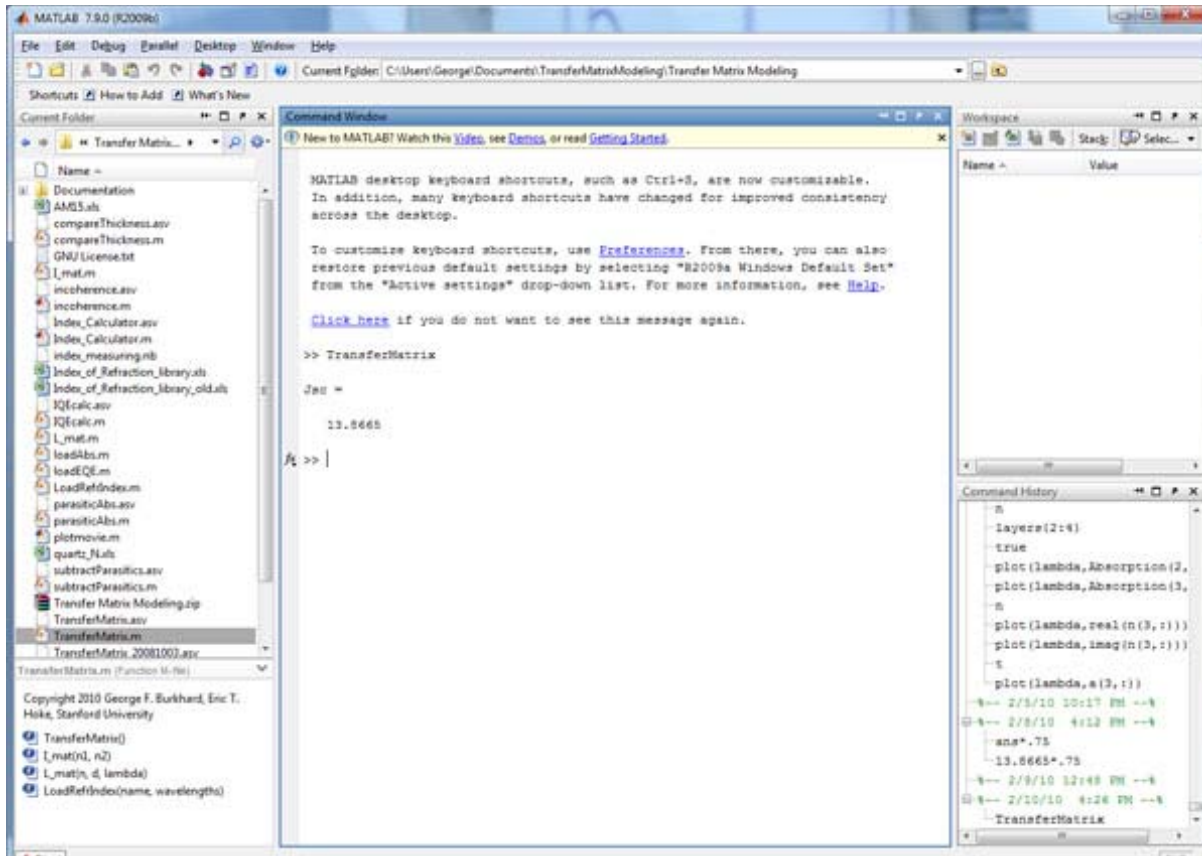 MATLAB 7.9.0 (R2009b)
File Edit Debug Parallel Desktop Window Help
Current Folder: C:\Users\George\Documents\TransferMatrixModeling\Transfer Matrix Modeling
Shortcuts How to Add What's New
Current Folder
Transfer Matrix...
Name
Documentation
AM15.xls
compareThickness.asv
compareThickness.m
GNU License.txt
I_mat.m
incoherence.asv
incoherence.m
Index_Calculator.asv
Index_Calculator.m
index_measuring.nb
Index_of_Refraction_library.xls
Index_of_Refraction_library_old.xls
IQEcalc.asv
IQEcalc.m
L_mat.m
loadAbs.m
loadEQE.m
LoadRefrIndex.m
parasiticAbs.asv
parasiticAbs.m
plotmovie.m
quartz_N.xls
subtractParasitics.asv
subtractParasitics.m
Transfer Matrix Modeling.zip
TransferMatrix.asv
TransferMatrix.m
TransferMatrix 20081003.asv
TransferMatrix.m (Function M-file)
Copyright 2010 George F. Burkhard, Eric T.
Hoke, Stanford University
TransferMatrix()
I_mat(n1, n2)
L_mat(n, d, lambda)
LoadRefrIndex(name, wavelengths)
Command Window
New to MATLAB? Watch this Video, see Demos, or read Getting Started.
MATLAB desktop keyboard shortcuts, such as Ctrl+S, are now customizable.
In addition, many keyboard shortcuts have changed for improved consistency
across the desktop.
To customize keyboard shortcuts, use Preferences. From there, you can also
restore previous default settings by selecting "R2009a Windows Default Set"
from the "Active settings" drop-down list. For more information, see Help.
Click here if you do not want to see this message again.
>> TransferMatrix
Jsc =
13.8665
fx >>
Workspace
Stack: Selec...
Name Value
Command History
n
layers(2:4)
true
plot(lambda,Absorption(2,
plot(lambda,Absorption(3,
n
plot(lambda,real(n(3,:)))
plot(lambda,imag(n(3,:)))
t
plot(lambda,a(3,:))
%-- 2/5/10 10:17 PM --%
%-- 2/8/10 4:12 PM --%
ans*.75
13.8665*.75
%-- 2/9/10 12:48 PM --%
%-- 2/10/10 4:26 PM --%
TransferMatrix